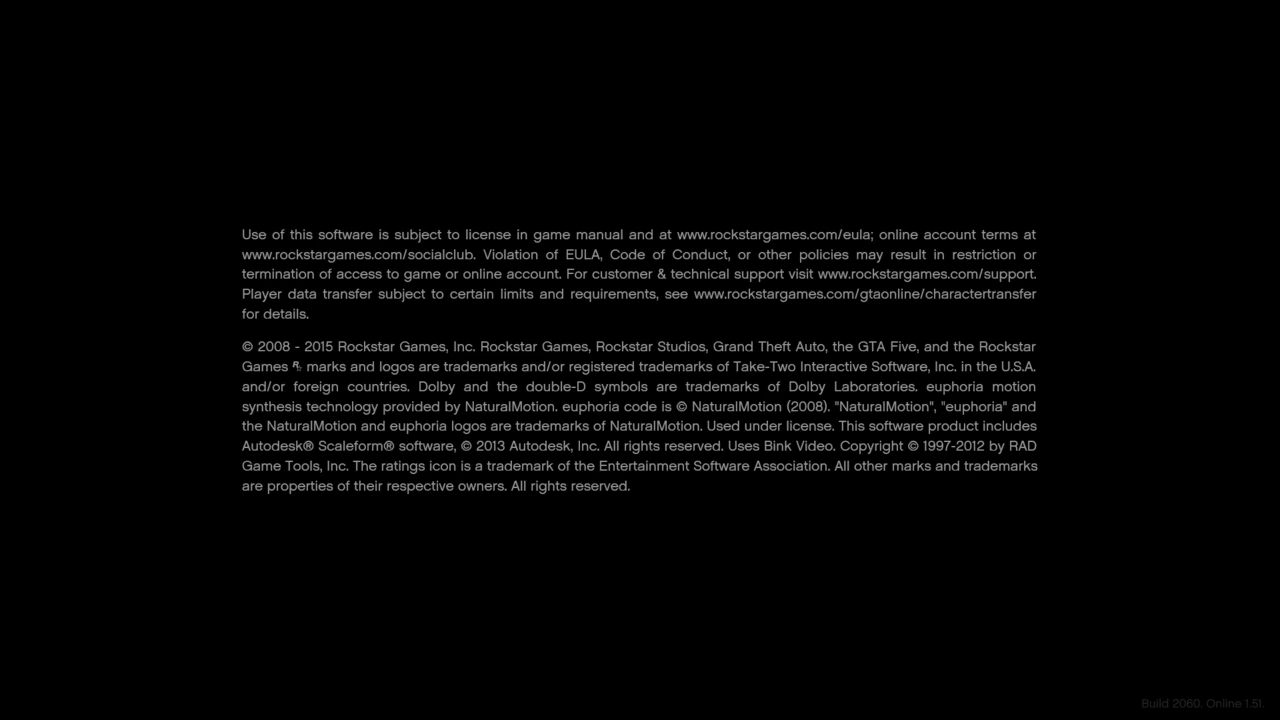 Use of this software is subject to license in game manual and at www.rockstargames.com/eula; online account terms at
www.rockstargames.com/socialclub. Violation of EULA, Code of Conduct, or other policies may result in restriction or
termination of access to game or online account. For customer & technical support visit www.rockstargames.com/support.
Player data transfer subject to certain limits and requirements, see www.rockstargames.com/gtaonline/charactertransfer
for details.
© 2008 - 2015 Rockstar Games, Inc. Rockstar Games, Rockstar Studios, Grand Theft Auto, the GTA Five, and the Rockstar
Games R* marks and logos are trademarks and/or registered trademarks of Take-Two Interactive Software, Inc. in the U.S.A.
and/or foreign countries. Dolby and the double-D symbols are trademarks of Dolby Laboratories. euphoria motion
synthesis technology provided by NaturalMotion. euphoria code is © NaturalMotion (2008). "NaturalMotion", "euphoria" and
the NaturalMotion and euphoria logos are trademarks of NaturalMotion. Used under license. This software product includes
Autodesk® Scaleform® software, © 2013 Autodesk, Inc. All rights reserved. Uses Bink Video. Copyright © 1997-2012 by RAD
Game Tools, Inc. The ratings icon is a trademark of the Entertainment Software Association. All other marks and trademarks
are properties of their respective owners. All rights reserved.
Build 2060. Online 1.51.